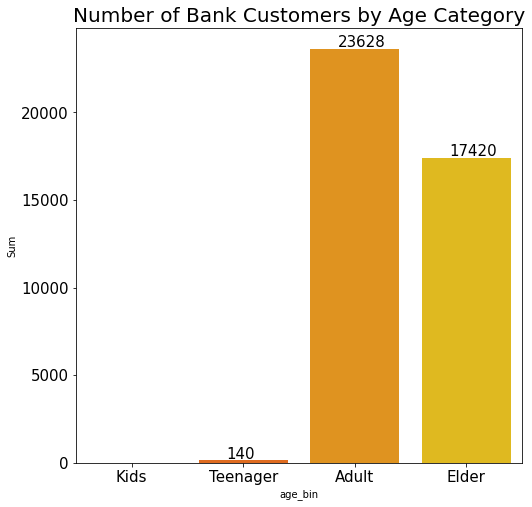 Number of Bank Customers by Age Category
23628
20000
17420
15000
Sum
10000
5000
140
0
Kids Teenager Adult Elder
age_bin